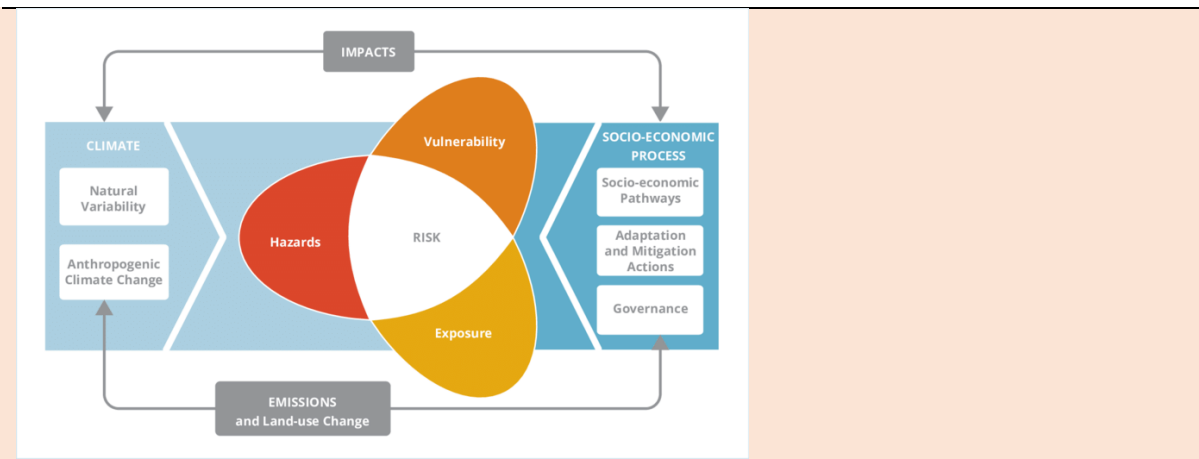 IMPACTS
CLIMATE
Natural
Variability
Anthropogenic
Climate Change
Vulnerability
Hazards
RISK
Exposure
SOCIO-ECONOMIC
PROCESS
Socio-economic
Pathways
Adaptation
and Mitigation
Actions
Governance
EMISSIONS
and Land-use Change